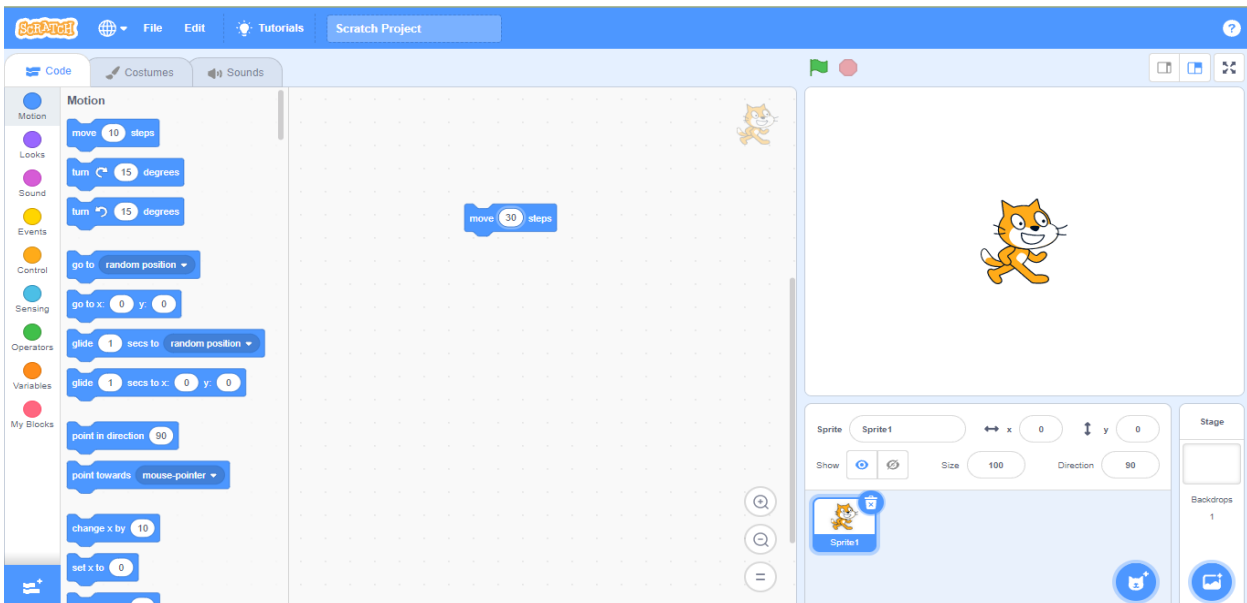 SCRATCH File Edit Tutorials Scratch Project ?
Code Costumes Sounds
Motion
Looks
Sound
Events
Control
Sensing
Operators
Variables
My Blocks
Motion
move 10 steps
turn 15 degrees
turn 15 degrees
go to random position
go to x: 0 y: 0
glide 1 secs to random position
glide 1 secs to x: 0 y: 0
point in direction 90
point towards mouse-pointer
change x by 10
set x to 0
move 30 steps
Sprite Sprite1 x 0 y 0
Show Size 100 Direction 90
Sprite1
Stage
Backdrops
1